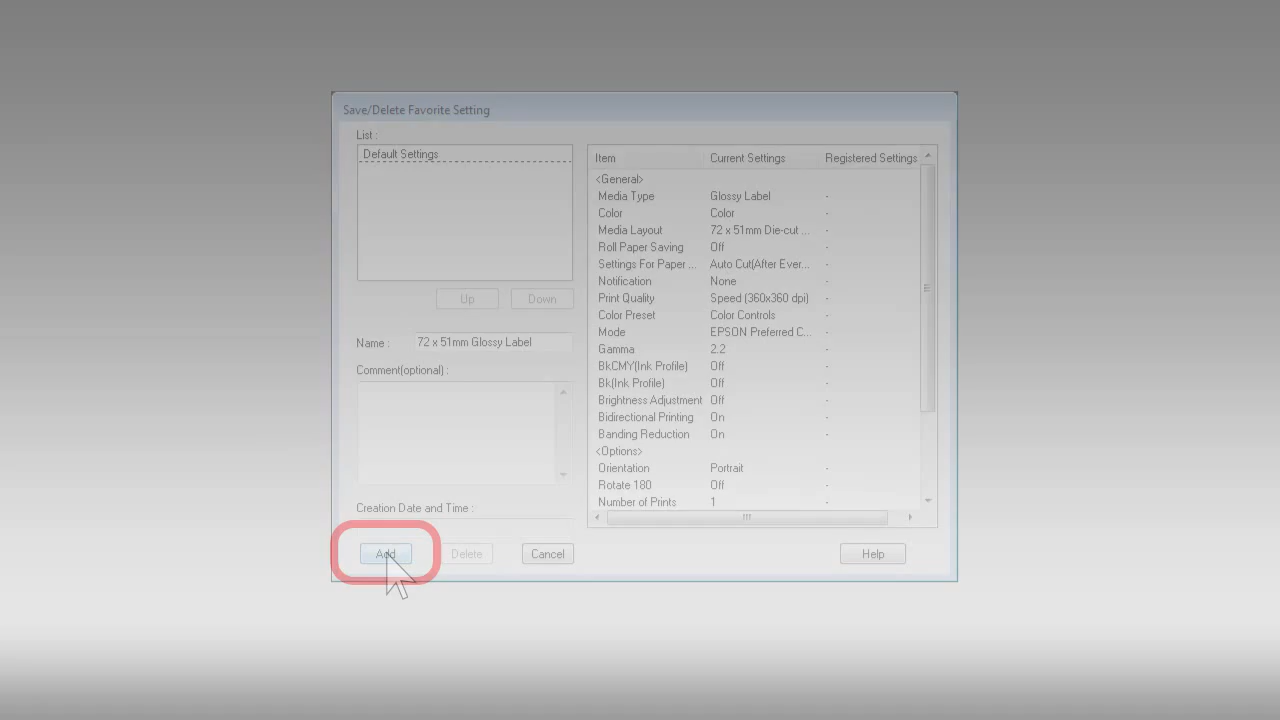 Save/Delete Favorite Setting
List :
Default Settings
Up
Down
Name :
72 x 51mm Glossy Label
Comment(optional) :
Creation Date and Time :
Add
Delete
Cancel
Item Current Settings Registered Settings
<General>
Media Type Glossy Label -
Color Color -
Media Layout 72 x 51mm Die-cut ... -
Roll Paper Saving Off -
Settings For Paper ... Auto Cut(After Ever... -
Notification None -
Print Quality Speed (360x360 dpi) -
Color Preset Color Controls -
Mode EPSON Preferred C... -
Gamma 2.2 -
BkCMY(Ink Profile) Off -
Bk(Ink Profile) Off -
Brightness Adjustment Off -
Bidirectional Printing On -
Banding Reduction On -
<Options>
Orientation Portrait -
Rotate 180 Off -
Number of Prints 1 -
Help